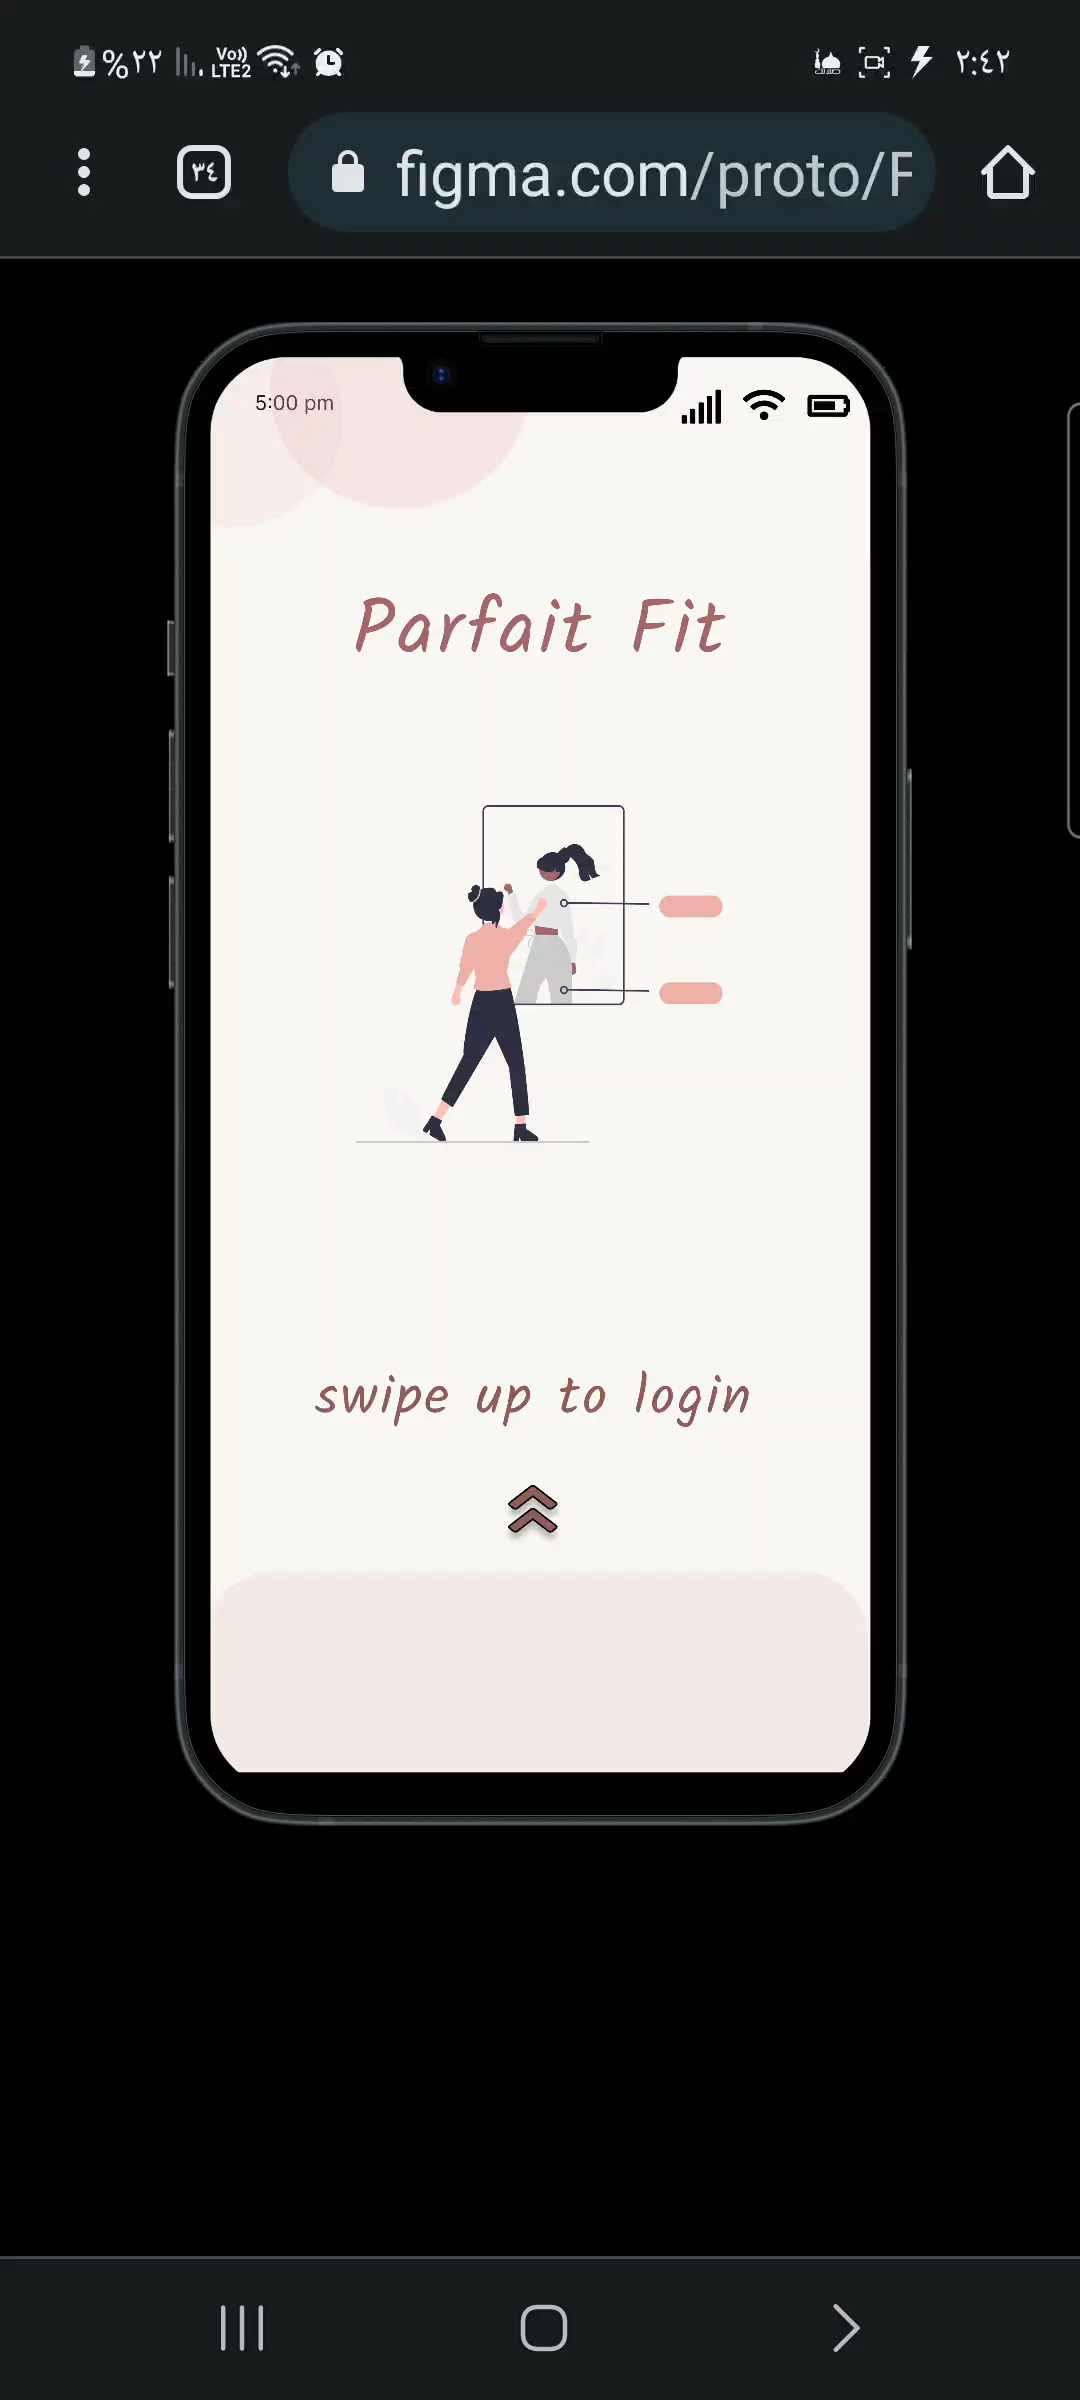 %٢٢ Vo)) LTE2 ٢:٤٢
٣٤ figma.com/proto/F
5:00 pm
Parfait Fit
swipe up to login